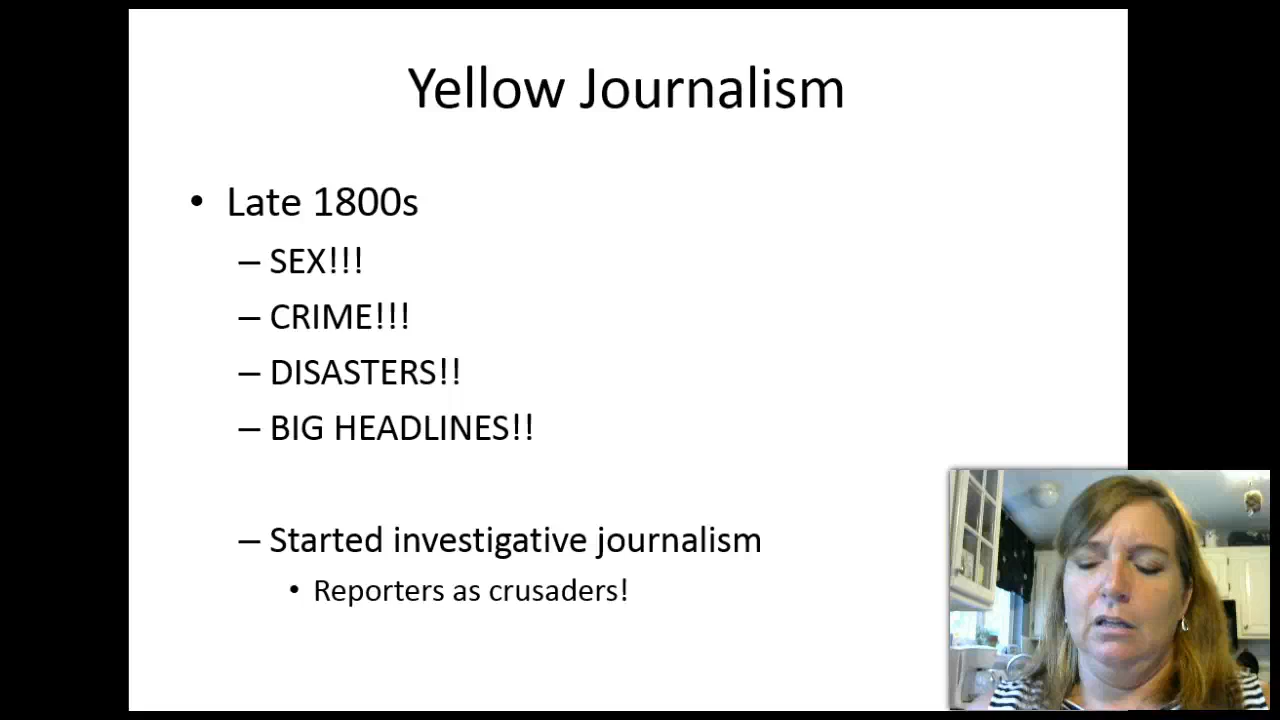 Yellow Journalism
• Late 1800s
– SEX!!!
– CRIME!!!
– DISASTERS!!
– BIG HEADLINES!!
– Started investigative journalism
• Reporters as crusaders!